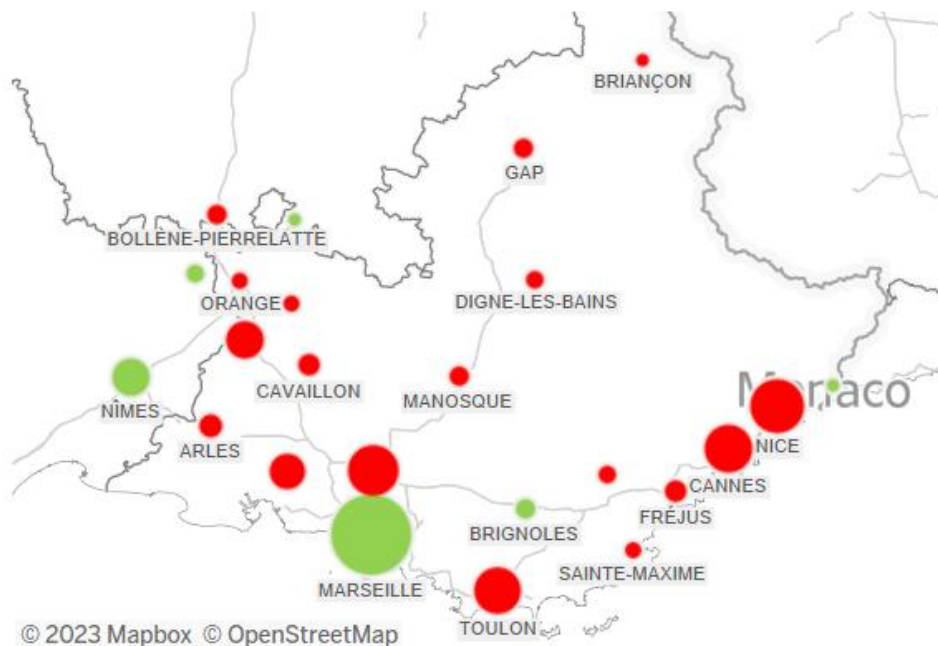 BRIANÇON
GAP
BOLLÈNE-PIERRELATTE
ORANGE
DIGNE-LES-BAINS
CAVAILLON
MANOSQUE
Monaco
NÎMES
ARLES
NICE
CANNES
FRÉJUS
BRIGNOLES
SAINTE-MAXIME
MARSEILLE
TOULON
© 2023 Mapbox © OpenStreetMap